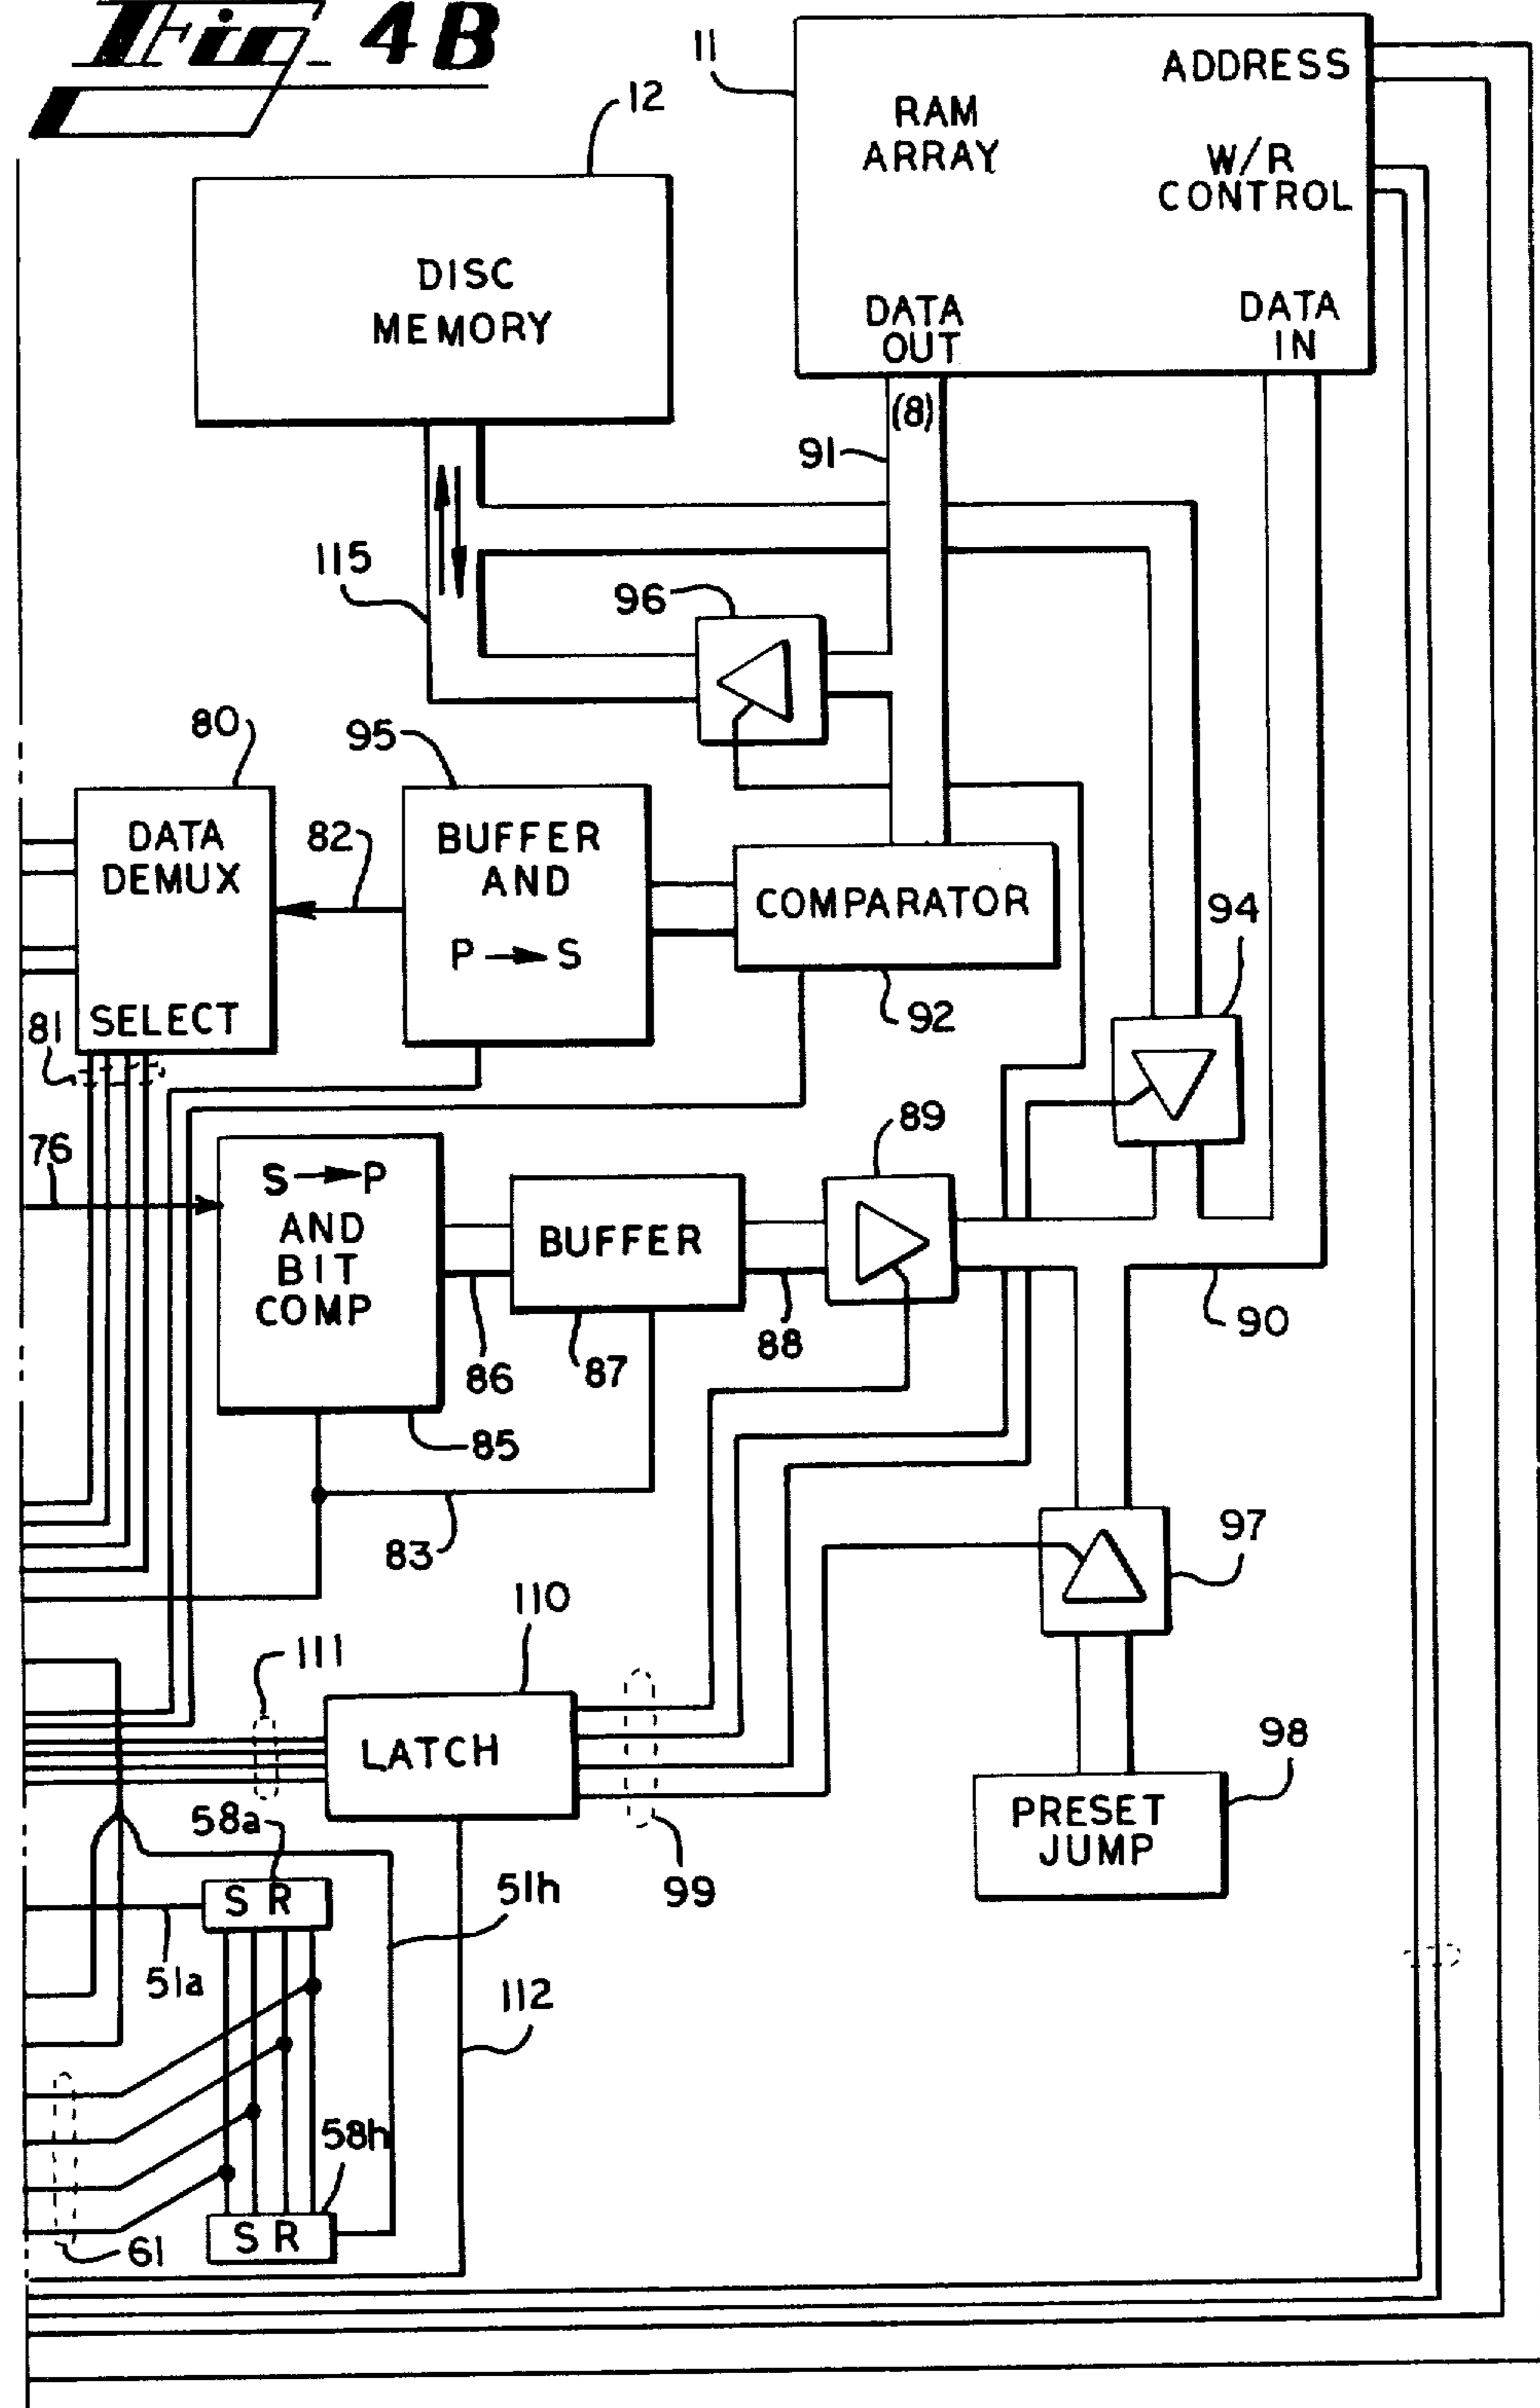 Fig 4B
11
ADDRESS
12
RAM
ARRAY
W/R
CONTROL
DISC
MEMORY
DATA
OUT
DATA
IN
(8)
91
115
96
80
95
DATA
DEMUX
82
BUFFER
AND
P → S
COMPARATOR
94
SELECT
81
92
76
S → P
AND
BIT
COMP
89
BUFFER
90
88
86
87
85
83
97
110
111
LATCH
98
PRESET
JUMP
58a
99
51h
S R
51a
112
58h
S R
61